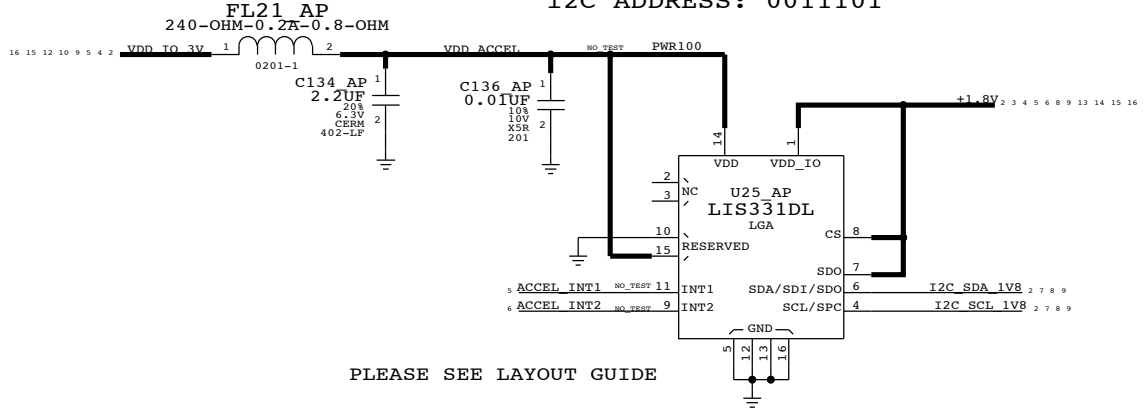 I2C ADDRESS: 0011101
FL21_AP
240-OHM-0.2A-0.8-OHM
16 15 12 10 9 5 4 2 VDD_IO_3V 1 2 VDD_ACCEL NO_TEST PWR100
0201-1
C134_AP 1
2.2UF
20%
6.3V
CERM 2
402-LF
C136_AP 1
0.01UF
10%
10V
X5R 2
201
+1.8V 2 3 4 5 6 8 9 13 14 15 16
14 1
VDD VDD_IO
2
3 NC
U25_AP
LIS331DL
LGA
10
15 RESERVED
CS 8
SDO 7
5 ACCEL_INT1 NO_TEST 11 INT1 SDA/SDI/SDO 6 I2C_SDA_1V8 2 7 8 9
6 ACCEL_INT2 NO_TEST 9 INT2 SCL/SPC 4 I2C_SCL_1V8 2 7 8 9
GND
5 12 13 16
PLEASE SEE LAYOUT GUIDE